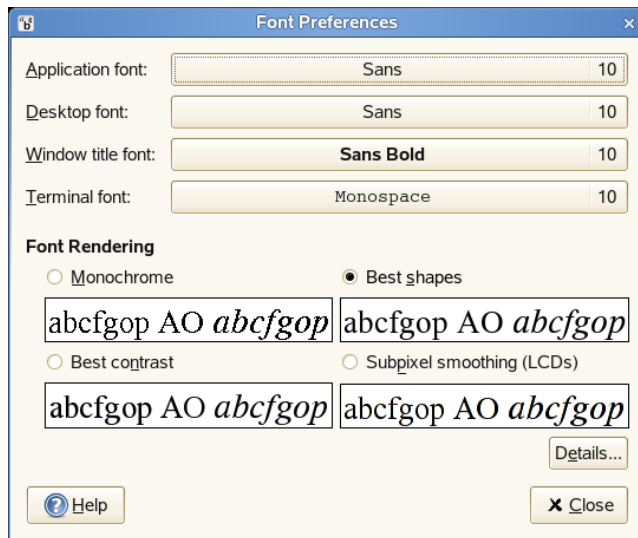 Font Preferences
Application font: Sans 10
Desktop font: Sans 10
Window title font: Sans Bold 10
Terminal font: Monospace 10
Font Rendering
Monochrome Best shapes
abcfgop AO abcfgop abcfgop AO abcfgop
Best contrast Subpixel smoothing (LCDs)
abcfgop AO abcfgop abcfgop AO abcfgop
Details...
Help Close